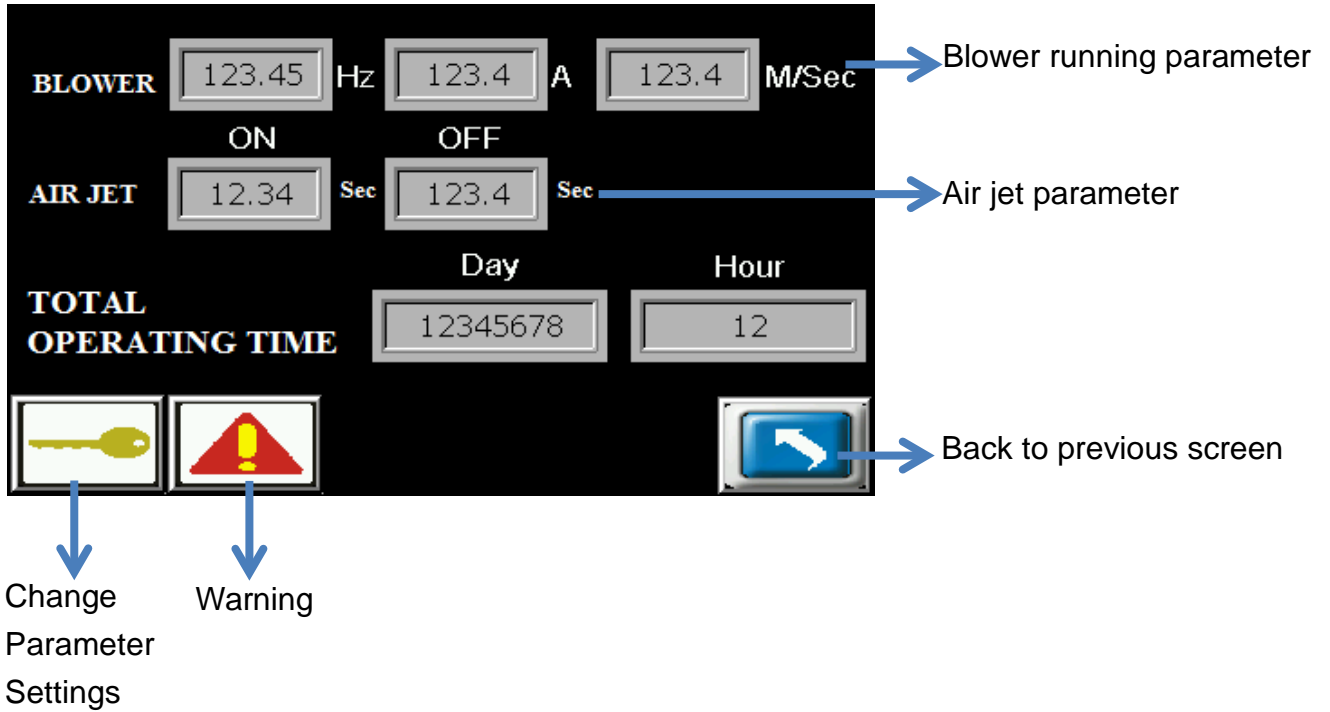 BLOWER 123.45 Hz 123.4 A 123.4 M/Sec Blower running parameter
ON OFF
AIR JET 12.34 Sec 123.4 Sec Air jet parameter
Day Hour
TOTAL
OPERATING TIME 12345678 12
Back to previous screen
Change Warning
Parameter
Settings